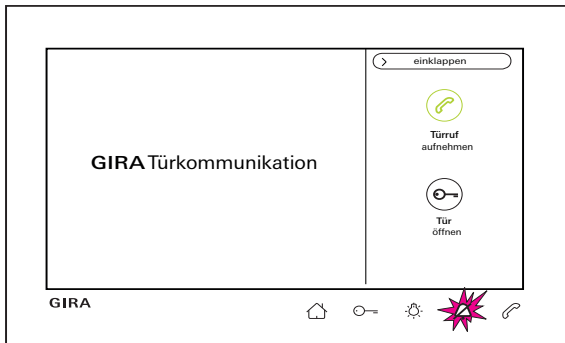 einklappen
Türruf
aufnehmen
GIRA Türkommunikation
Tür
öffnen
GIRA